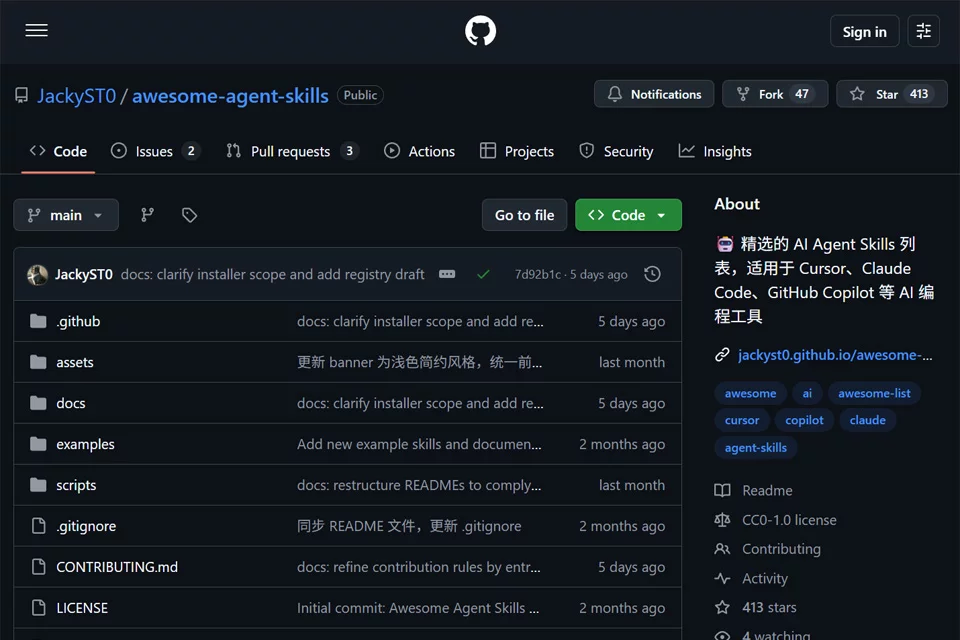 Sign in
JackyST0 / awesome-agent-skills Public
Notifications Fork 47 Star 413
Code Issues 2 Pull requests 3 Actions Projects Security Insights
main Go to file Code
JackyST0 docs: clarify installer scope and add registry draft 7d92b1c · 5 days ago
.github docs: clarify installer scope and add re... 5 days ago
assets 更新 banner 为浅色简约风格，统一前... last month
docs docs: clarify installer scope and add re... 5 days ago
examples Add new example skills and documen... 2 months ago
scripts docs: restructure READMEs to comply... last month
.gitignore 同步 README 文件，更新 .gitignore 2 months ago
CONTRIBUTING.md docs: refine contribution rules by entr... 5 days ago
LICENSE Initial commit: Awesome Agent Skills ... 2 months ago
About
精选的 AI Agent Skills 列
表，适用于 Cursor、Claude
Code、GitHub Copilot 等 AI 编
程工具
jackyst0.github.io/awesome-...
awesome ai awesome-list
cursor copilot claude
agent-skills
Readme
CC0-1.0 license
Contributing
Activity
413 stars
4 watching